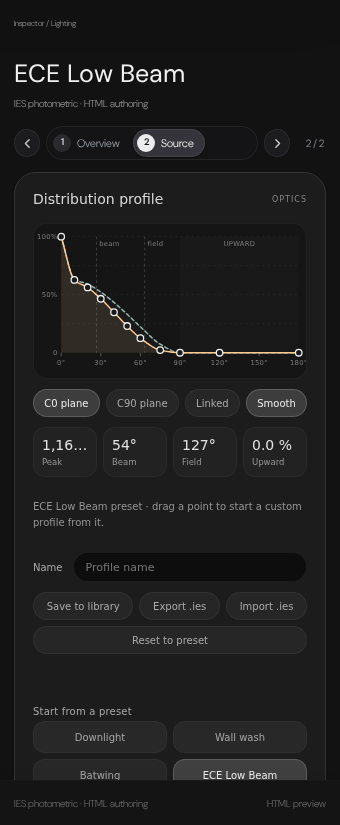 Inspector / Lighting
ECE Low Beam
IES photometric · HTML authoring
1 Overview 2 Source 2 / 2
Distribution profile OPTICS
100% beam field UPWARD
50%
0
0° 30° 60° 90° 120° 150° 180°
C0 plane C90 plane Linked Smooth
1,16… 54° 127° 0.0 %
Peak Beam Field Upward
ECE Low Beam preset · drag a point to start a custom
profile from it.
Name Profile name
Save to library Export .ies Import .ies
Reset to preset
Start from a preset
Downlight Wall wash
Batwing ECE Low Beam
IES photometric · HTML authoring HTML preview